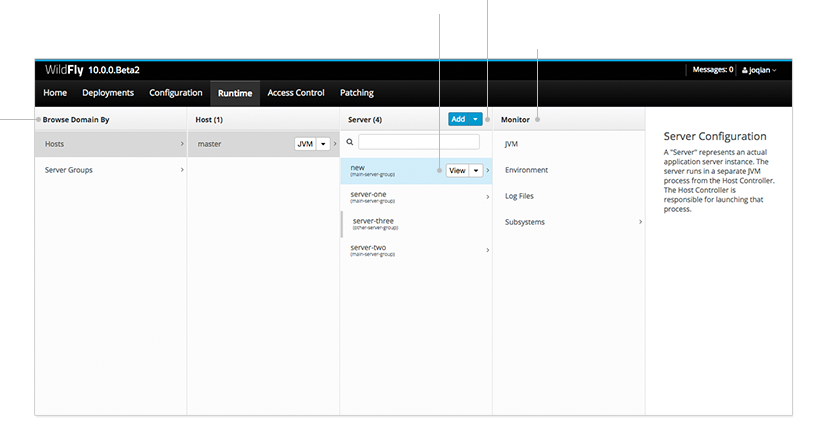 WildFly 10.0.0.Beta2
Messages: 0
joqian
Home Deployments Configuration Runtime Access Control Patching
Browse Domain By
Hosts
Server Groups
Host (1)
master JVM
Server (4) Add
new View
(main-server-group)
server-one
(main-server-group)
server-three
(other-server-group)
server-two
(main-server-group)
Monitor
JVM
Environment
Log Files
Subsystems
Server Configuration
A "Server" represents an actual
application server instance. The
server runs in a separate JVM
process from the Host Controller.
The Host Controller is
responsible for launching that
process.